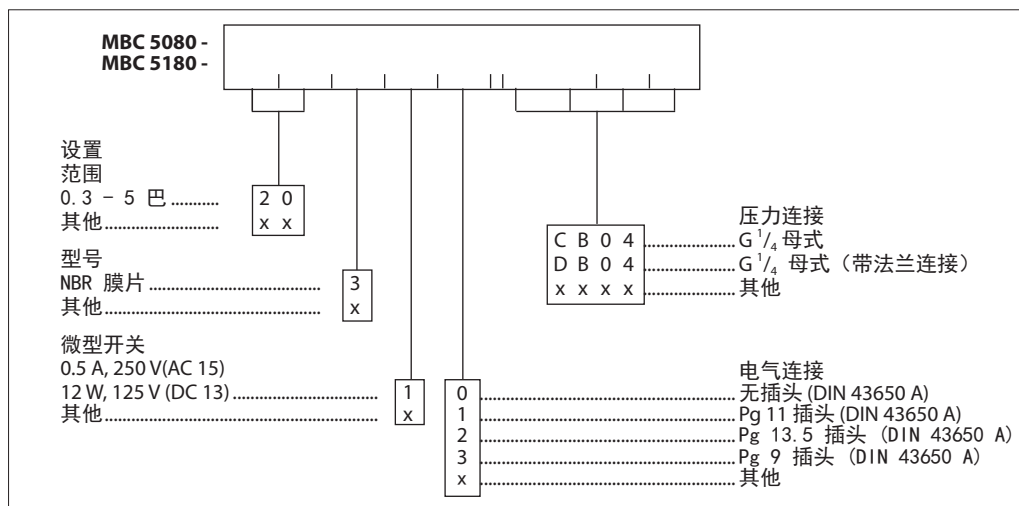 MBC 5080 -
MBC 5180 -
设置
范围
0.3 - 5 巴 .......... 2 0
其他 .......... x x
型号
NBR 膜片 .......... 3
其他 .......... x
微型开关
0.5 A, 250 V(AC 15)
12 W, 125 V (DC 13) .......... 1
其他 .......... x
压力连接
C B 0 4 .......... G 1/4 母式
D B 0 4 .......... G 1/4 母式（带法兰连接）
x x x x .......... 其他
电气连接
0 .......... 无插头 (DIN 43650 A)
1 .......... Pg 11 插头 (DIN 43650 A)
2 .......... Pg 13.5 插头 (DIN 43650 A)
3 .......... Pg 9 插头 (DIN 43650 A)
x .......... 其他